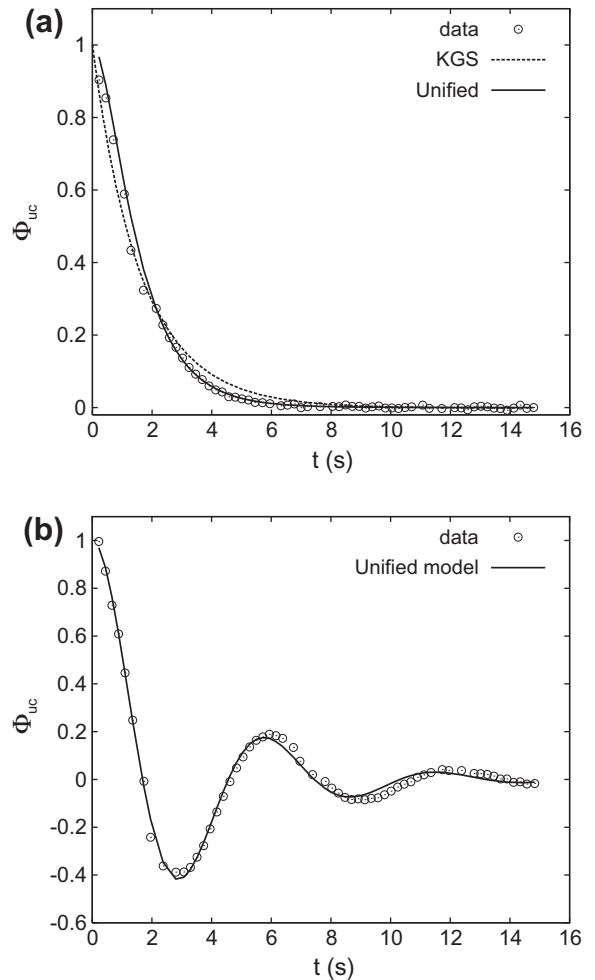 (a)
data
KGS
Unified
1
0.8
0.6
0.4
0.2
0
Φuc
0 2 4 6 8 10 12 14 16
t (s)
(b)
data
Unified model
1
0.8
0.6
0.4
0.2
0
-0.2
-0.4
-0.6
Φuc
0 2 4 6 8 10 12 14 16
t (s)